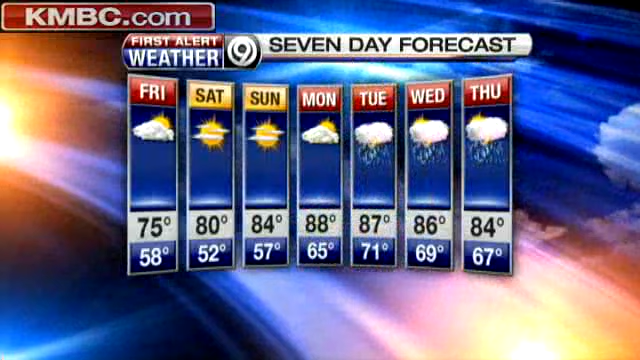 KMBC.com
FIRST ALERT
WEATHER 9 SEVEN DAY FORECAST
FRI SAT SUN MON TUE WED THU
75° 80° 84° 88° 87° 86° 84°
58° 52° 57° 65° 71° 69° 67°